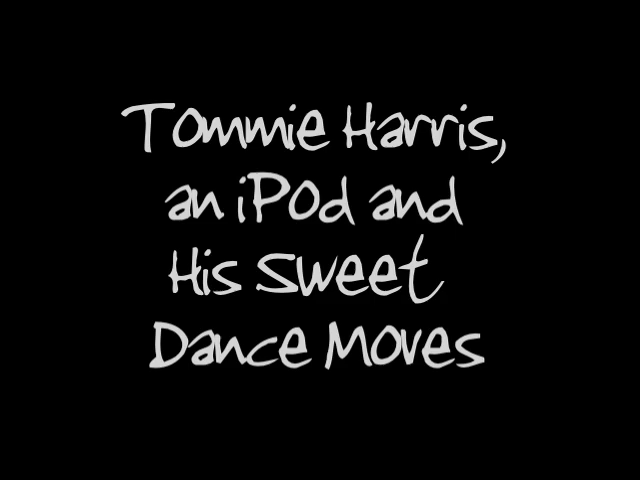 Tommie Harris,
an iPod and
His Sweet
Dance Moves